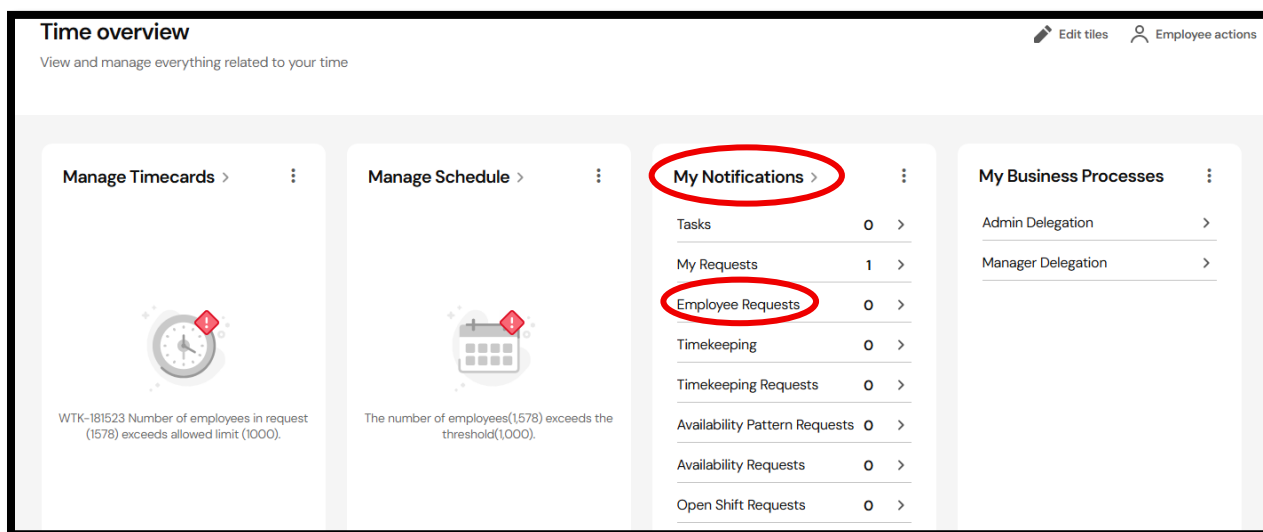 Time overview
Edit tiles
Employee actions
View and manage everything related to your time
Manage Timecards
WTK-181523 Number of employees in request
(1578) exceeds allowed limit (1000).
Manage Schedule
The number of employees(1,578) exceeds the
threshold(1,000).
My Notifications
Tasks 0
My Requests 1
Employee Requests 0
Timekeeping 0
Timekeeping Requests 0
Availability Pattern Requests 0
Availability Requests 0
Open Shift Requests 0
My Business Processes
Admin Delegation
Manager Delegation